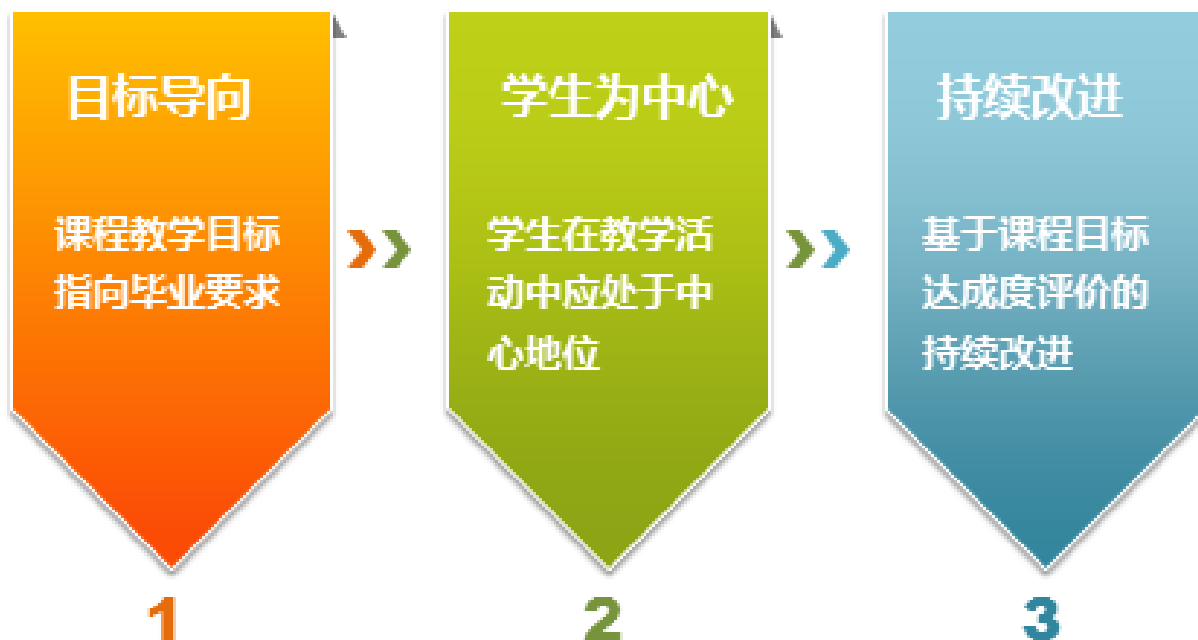 目标导向
课程教学目标
指向毕业要求
1
学生为中心
学生在教学活
动中应处于中
心地位
2
持续改进
基于课程目标
达成度评价的
持续改进
3